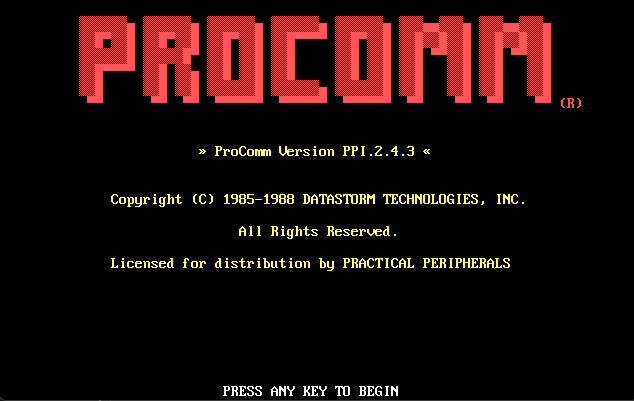 PROCOMM (R)
» ProComm Version PPI.2.4.3 «
Copyright (C) 1985-1988 DATASTORM TECHNOLOGIES, INC.
All Rights Reserved.
Licensed for distribution by PRACTICAL PERIPHERALS
PRESS ANY KEY TO BEGIN